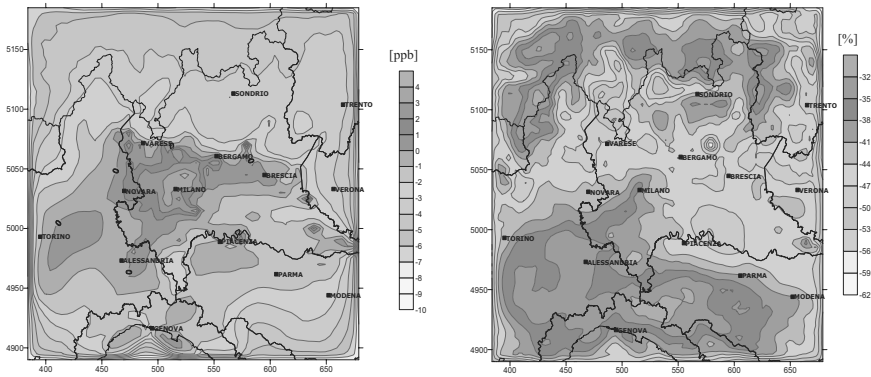 [ppb]
5150
5100
5050
5000
4950
4900
400
450
500
550
600
650
SONDRIO
TRENTO
VARESE
BERGAMO
BRESCIA
VERONA
NOVARA
MILANO
TORINO
PIACENZA
ALESSANDRIA
PARMA
MODENA
GENOVA
4
3
2
1
0
-1
-2
-3
-4
-5
-6
-7
-8
-9
-10
[%]
5150
5100
5050
5000
4950
4900
400
450
500
550
600
650
SONDRIO
TRENTO
VARESE
BERGAMO
BRESCIA
VERONA
NOVARA
MILANO
TORINO
PIACENZA
ALESSANDRIA
PARMA
MODENA
GENOVA
-32
-35
-38
-41
-44
-47
-50
-53
-56
-59
-62